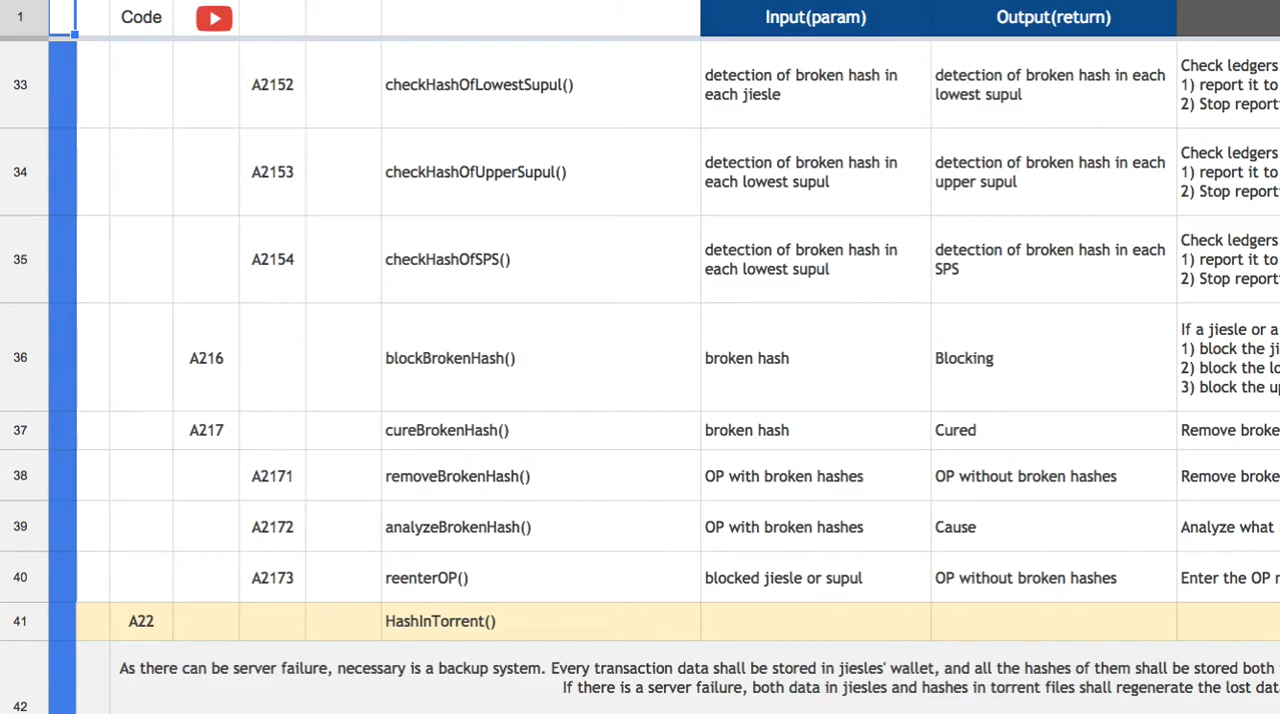 1 Code Input(param) Output(return)
33 A2152 checkHashOfLowestSupul() detection of broken hash in each jiesle detection of broken hash in each lowest supul Check ledgers
1) report it to
2) Stop report
34 A2153 checkHashOfUpperSupul() detection of broken hash in each lowest supul detection of broken hash in each upper supul Check ledgers
1) report it to
2) Stop report
35 A2154 checkHashOfSPS() detection of broken hash in each lowest supul detection of broken hash in each SPS Check ledgers
1) report it to
2) Stop report
36 A216 blockBrokenHash() broken hash Blocking If a jiesle or a
1) block the ji
2) block the lo
3) block the up
37 A217 cureBrokenHash() broken hash Cured Remove broke
38 A2171 removeBrokenHash() OP with broken hashes OP without broken hashes Remove broke
39 A2172 analyzeBrokenHash() OP with broken hashes Cause Analyze what
40 A2173 reenterOP() blocked jiesle or supul OP without broken hashes Enter the OP r
41 A22 HashInTorrent()
42 As there can be server failure, necessary is a backup system. Every transaction data shall be stored in jiesles' wallet, and all the hashes of them shall be stored both
If there is a server failure, both data in jiesles and hashes in torrent files shall regenerate the lost dat